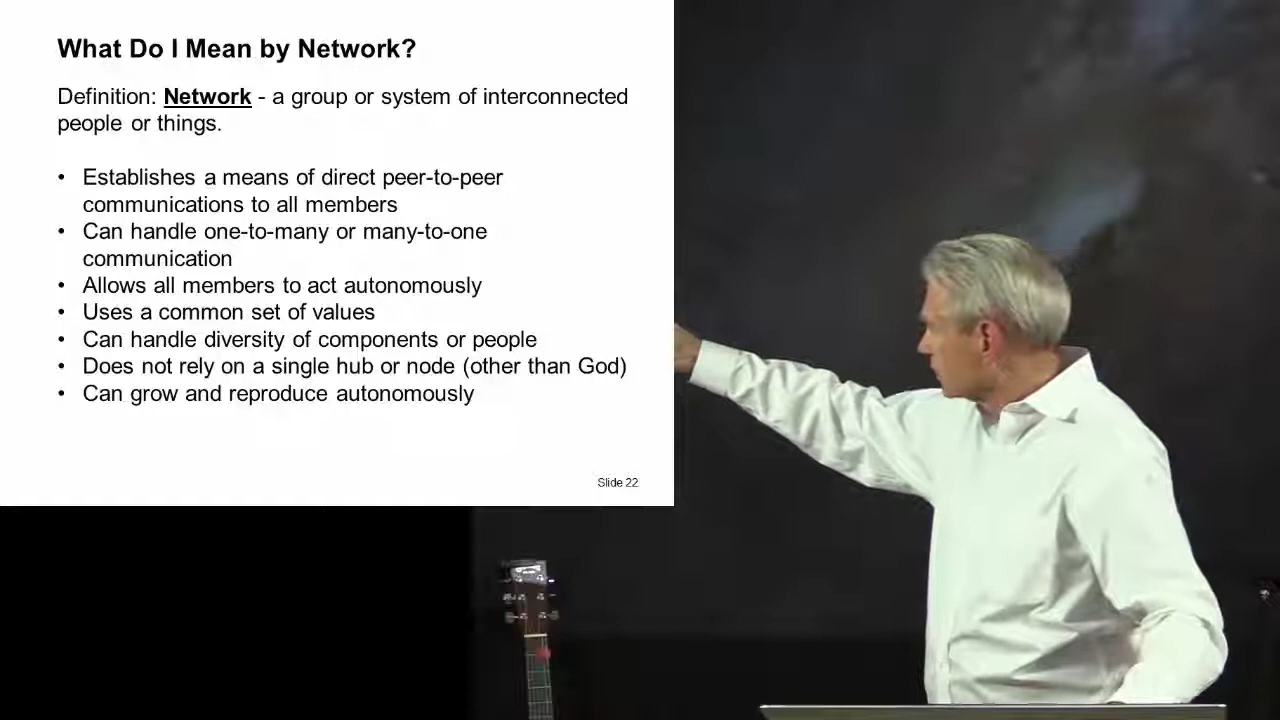 What Do I Mean by Network?
Definition: Network - a group or system of interconnected
people or things.
• Establishes a means of direct peer-to-peer
communications to all members
• Can handle one-to-many or many-to-one
communication
• Allows all members to act autonomously
• Uses a common set of values
• Can handle diversity of components or people
• Does not rely on a single hub or node (other than God)
• Can grow and reproduce autonomously
Slide 22